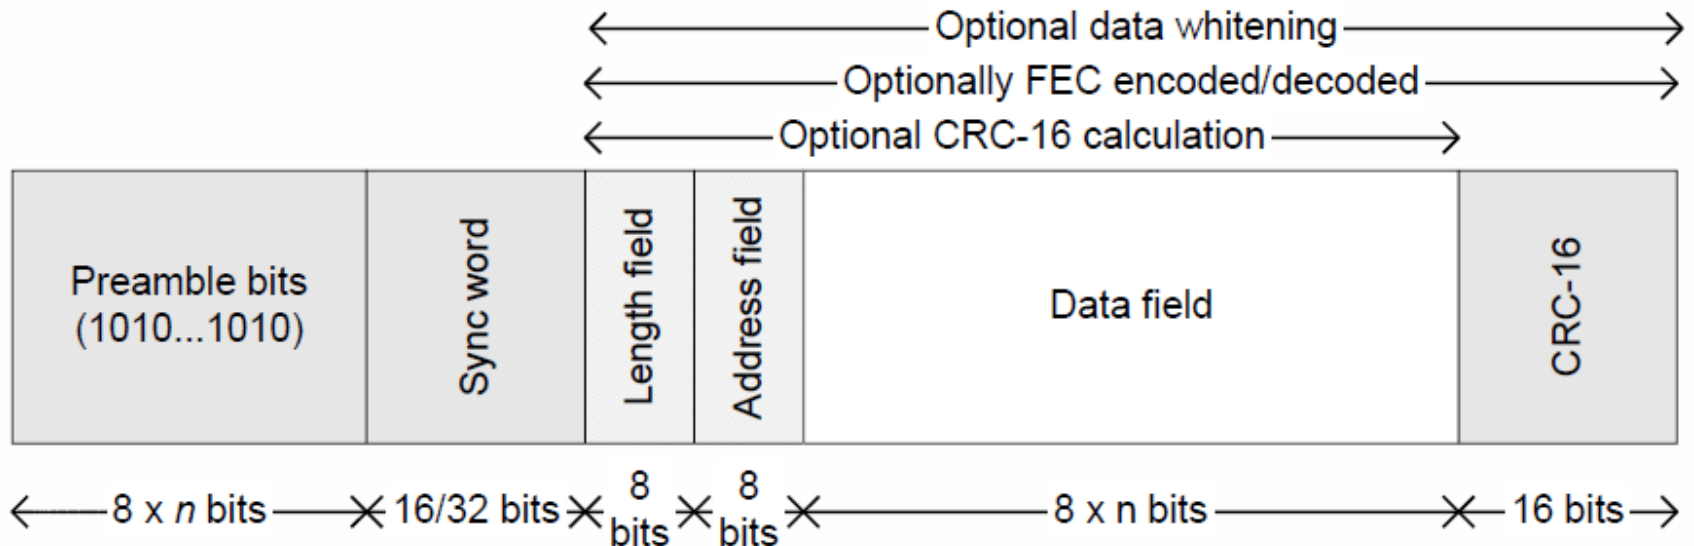 Optional data whitening
Optionally FEC encoded/decoded
Optional CRC-16 calculation
Preamble bits
(1010...1010)
Sync word
Length field
Address field
Data field
CRC-16
8 x n bits
16/32 bits
8
bits
8
bits
8 x n bits
16 bits